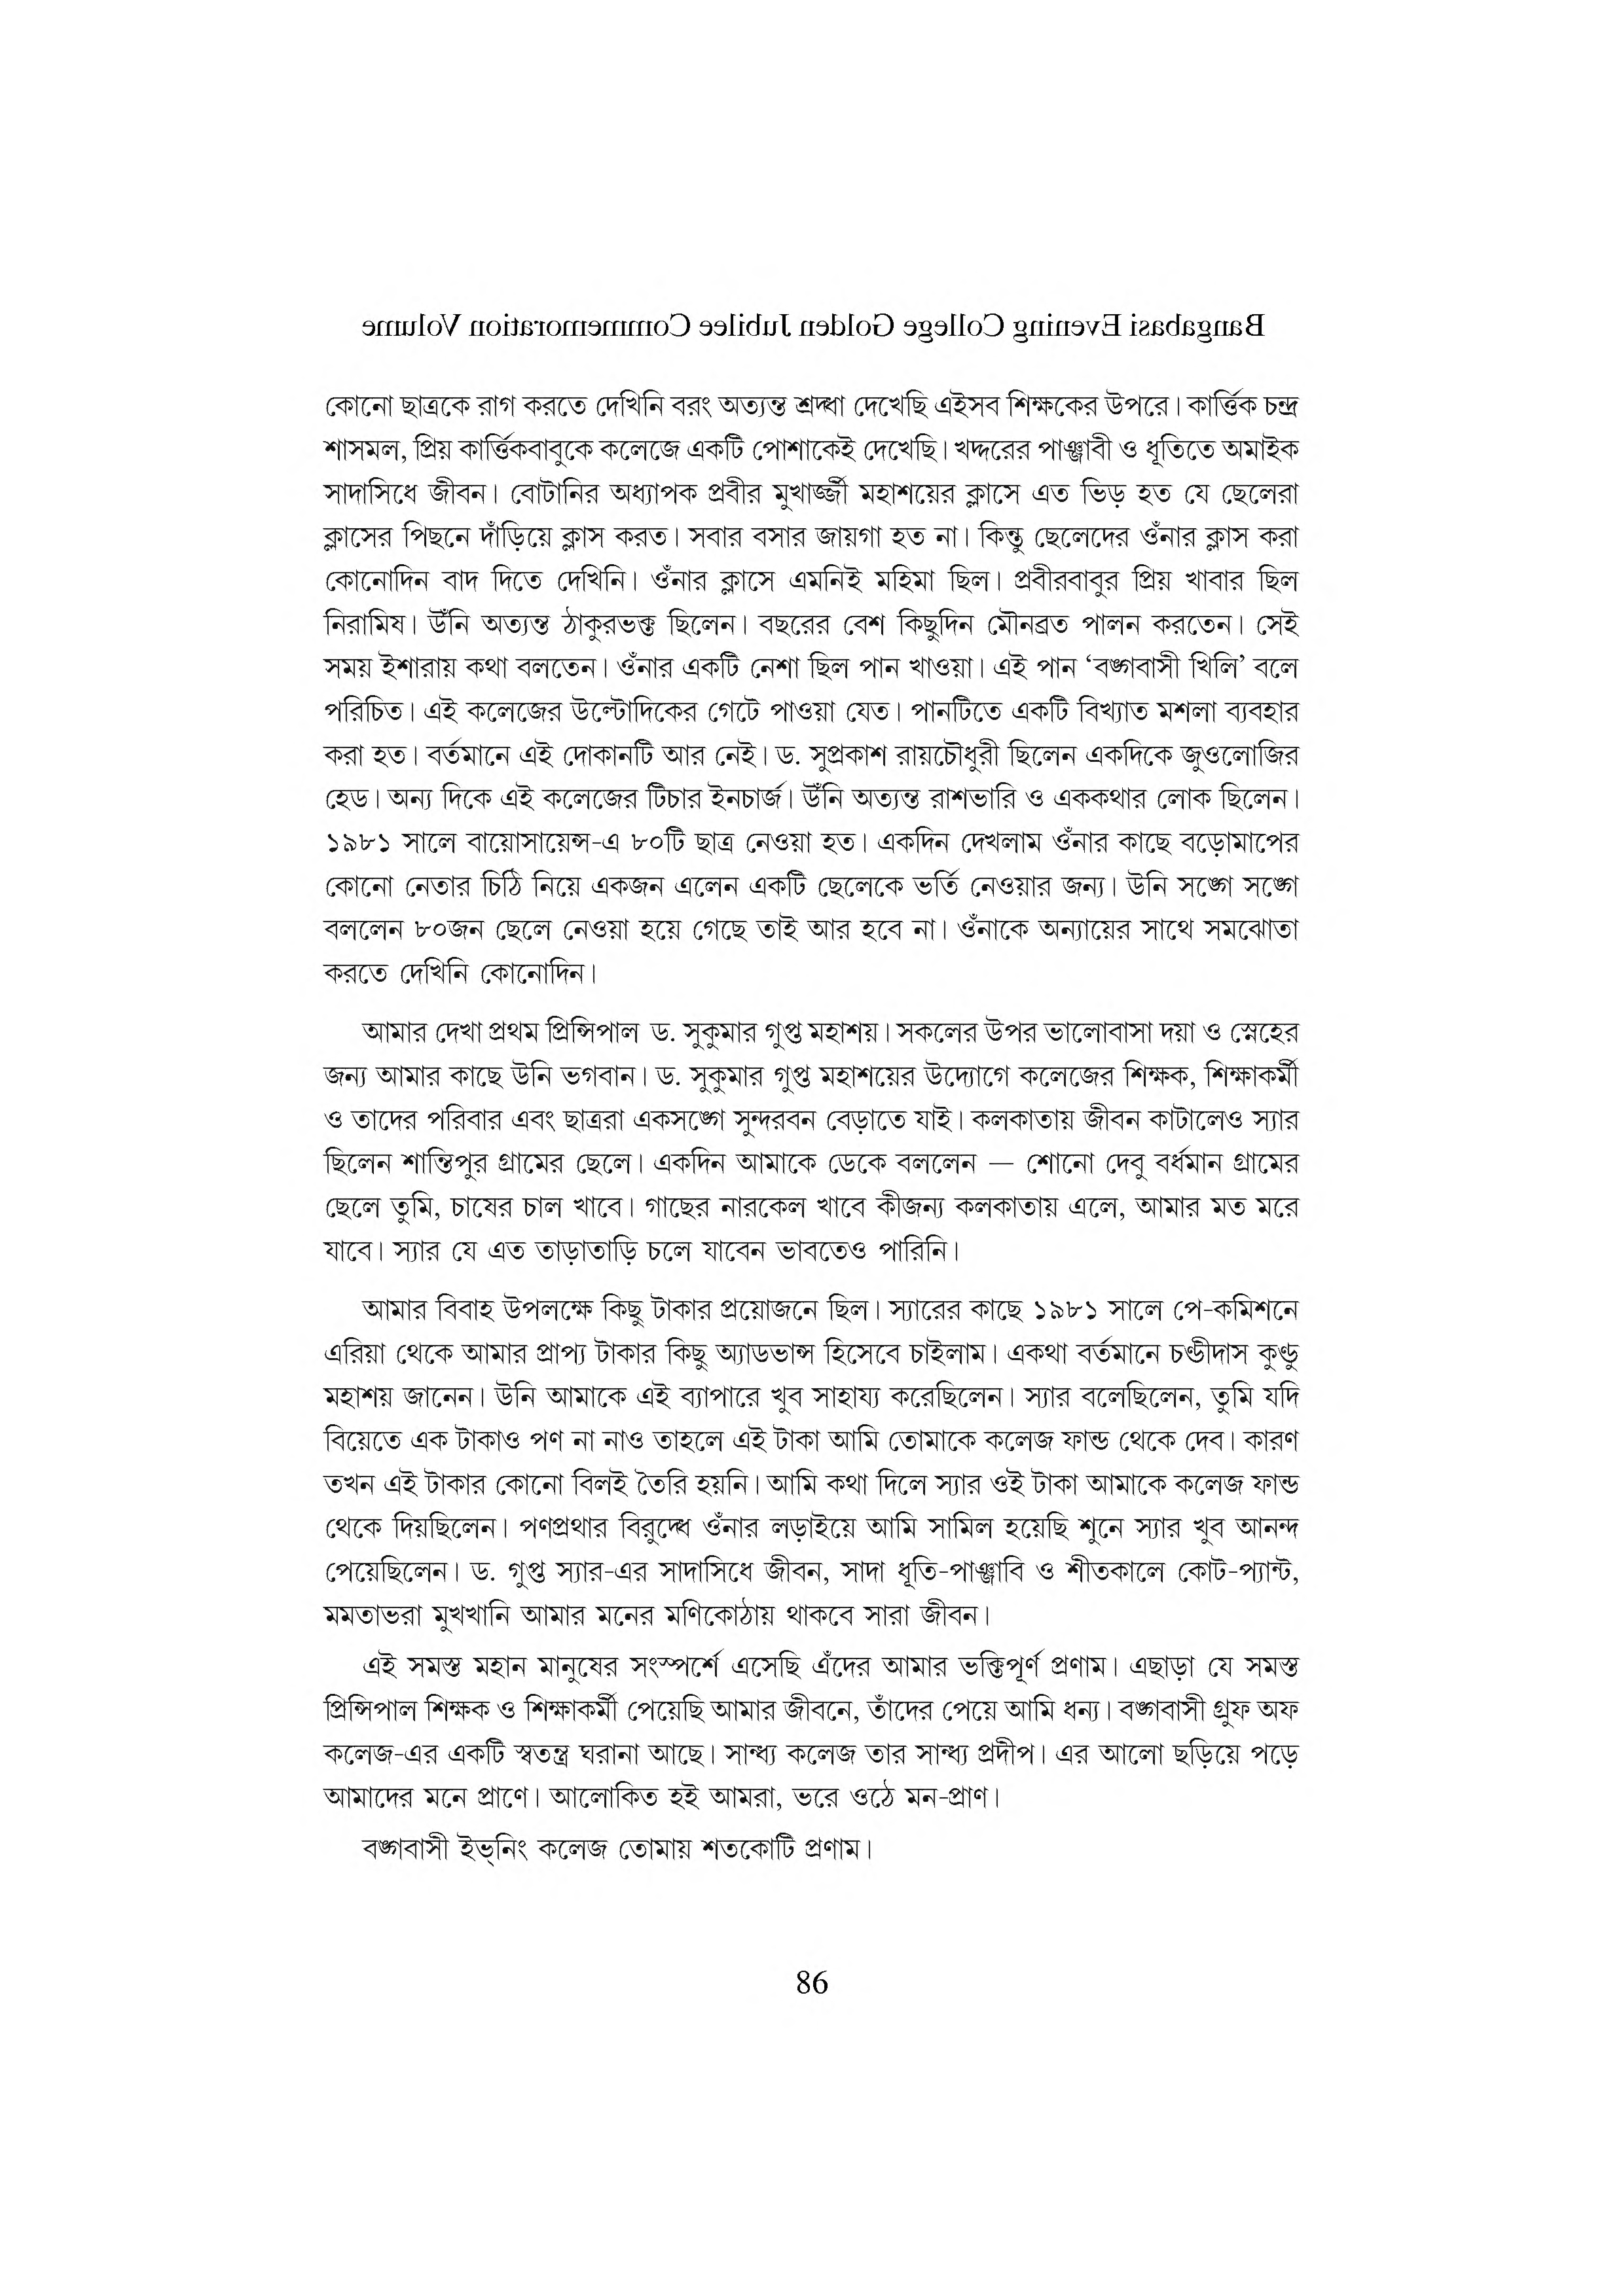 Bangabasi Evening College Golden Jubilee Commemoration Volume
কোনো ছাত্রকে রাগ করতে দেখিনি বরং অত্যন্ত শ্রদ্ধা দেখেছি এইসব শিক্ষকের উপরে। কার্ত্তিক চন্দ্র
শাসমল, প্রিয় কার্ত্তিকবাবুকে কলেজে একটি পোশাকেই দেখেছি। খদ্দরের পাঞ্জাবী ও ধূতিতে অমাইক
সাদাসিধে জীবন। বোটানির অধ্যাপক প্রবীর মুখার্জ্জী মহাশয়ের ক্লাসে এত ভিড় হত যে ছেলেরা
ক্লাসের পিছনে দাঁড়িয়ে ক্লাস করত। সবার বসার জায়গা হত না। কিন্তু ছেলেদের ওঁনার ক্লাস করা
কোনোদিন বাদ দিতে দেখিনি। ওঁনার ক্লাসে এমনিই মহিমা ছিল। প্রবীরবাবুর প্রিয় খাবার ছিল
নিরামিষ। উঁনি অত্যন্ত ঠাকুরভক্ত ছিলেন। বছরের বেশ কিছুদিন মৌনব্রত পালন করতেন। সেই
সময় ইশারায় কথা বলতেন। ওঁনার একটি নেশা ছিল পান খাওয়া। এই পান ‘বঙ্গবাসী খিলি’ বলে
পরিচিত। এই কলেজের উল্টোদিকের গেটে পাওয়া যেত। পানটিতে একটি বিখ্যাত মশলা ব্যবহার
করা হত। বর্তমানে এই দোকানটি আর নেই। ড. সুপ্রকাশ রায়চৌধুরী ছিলেন একদিকে জুওলোজির
হেড। অন্য দিকে এই কলেজের টিচার ইনচার্জ। উঁনি অত্যন্ত রাশভারি ও এককথার লোক ছিলেন।
১৯৮১ সালে বায়োসায়েন্স-এ ৮০টি ছাত্র নেওয়া হত। একদিন দেখলাম ওঁনার কাছে বড়োমাপের
কোনো নেতার চিঠি নিয়ে একজন এলেন একটি ছেলেকে ভর্তি নেওয়ার জন্য। উনি সঙ্গে সঙ্গে
বললেন ৮০জন ছেলে নেওয়া হয়ে গেছে তাই আর হবে না। ওঁনাকে অন্যায়ের সাথে সমঝোতা
করতে দেখিনি কোনোদিন।
আমার দেখা প্রথম প্রিন্সিপাল ড. সুকুমার গুপ্ত মহাশয়। সকলের উপর ভালোবাসা দয়া ও স্নেহের
জন্য আমার কাছে উনি ভগবান। ড. সুকুমার গুপ্ত মহাশয়ের উদ্যোগে কলেজের শিক্ষক, শিক্ষাকর্মী
ও তাদের পরিবার এবং ছাত্ররা একসঙ্গে সুন্দরবন বেড়াতে যাই। কলকাতায় জীবন কাটালেও স্যার
ছিলেন শান্তিপুর গ্রামের ছেলে। একদিন আমাকে ডেকে বললেন — শোনো দেবু বর্ধমান গ্রামের
ছেলে তুমি, চাষের চাল খাবে। গাছের নারকেল খাবে কীজন্য কলকাতায় এলে, আমার মত মরে
যাবে। স্যার যে এত তাড়াতাড়ি চলে যাবেন ভাবতেও পারিনি।
আমার বিবাহ উপলক্ষে কিছু টাকার প্রয়োজনে ছিল। স্যারের কাছে ১৯৮১ সালে পে-কমিশনে
এরিয়া থেকে আমার প্রাপ্য টাকার কিছু অ্যাডভান্স হিসেবে চাইলাম। একথা বর্তমানে চণ্ডীদাস কুণ্ডু
মহাশয় জানেন। উনি আমাকে এই ব্যাপারে খুব সাহায্য করেছিলেন। স্যার বলেছিলেন, তুমি যদি
বিয়েতে এক টাকাও পণ না নাও তাহলে এই টাকা আমি তোমাকে কলেজ ফান্ড থেকে দেব। কারণ
তখন এই টাকার কোনো বিলই তৈরি হয়নি। আমি কথা দিলে স্যার ওই টাকা আমাকে কলেজ ফান্ড
থেকে দিয়ছিলেন। পণপ্রথার বিরুদ্ধে ওঁনার লড়াইয়ে আমি সামিল হয়েছি শুনে স্যার খুব আনন্দ
পেয়েছিলেন। ড. গুপ্ত স্যার-এর সাদাসিধে জীবন, সাদা ধূতি-পাঞ্জাবি ও শীতকালে কোট-প্যান্ট,
মমতাভরা মুখখানি আমার মনের মণিকোঠায় থাকবে সারা জীবন।
এই সমস্ত মহান মানুষের সংস্পর্শে এসেছি এঁদের আমার ভক্তিপূর্ণ প্রণাম। এছাড়া যে সমস্ত
প্রিন্সিপাল শিক্ষক ও শিক্ষাকর্মী পেয়েছি আমার জীবনে, তাঁদের পেয়ে আমি ধন্য। বঙ্গবাসী গ্রুফ অফ
কলেজ-এর একটি স্বতন্ত্র ঘরানা আছে। সান্ধ্য কলেজ তার সান্ধ্য প্রদীপ। এর আলো ছড়িয়ে পড়ে
আমাদের মনে প্রাণে। আলোকিত হই আমরা, ভরে ওঠে মন-প্রাণ।
বঙ্গবাসী ইভ্‌নিং কলেজ তোমায় শতকোটি প্রণাম।
86